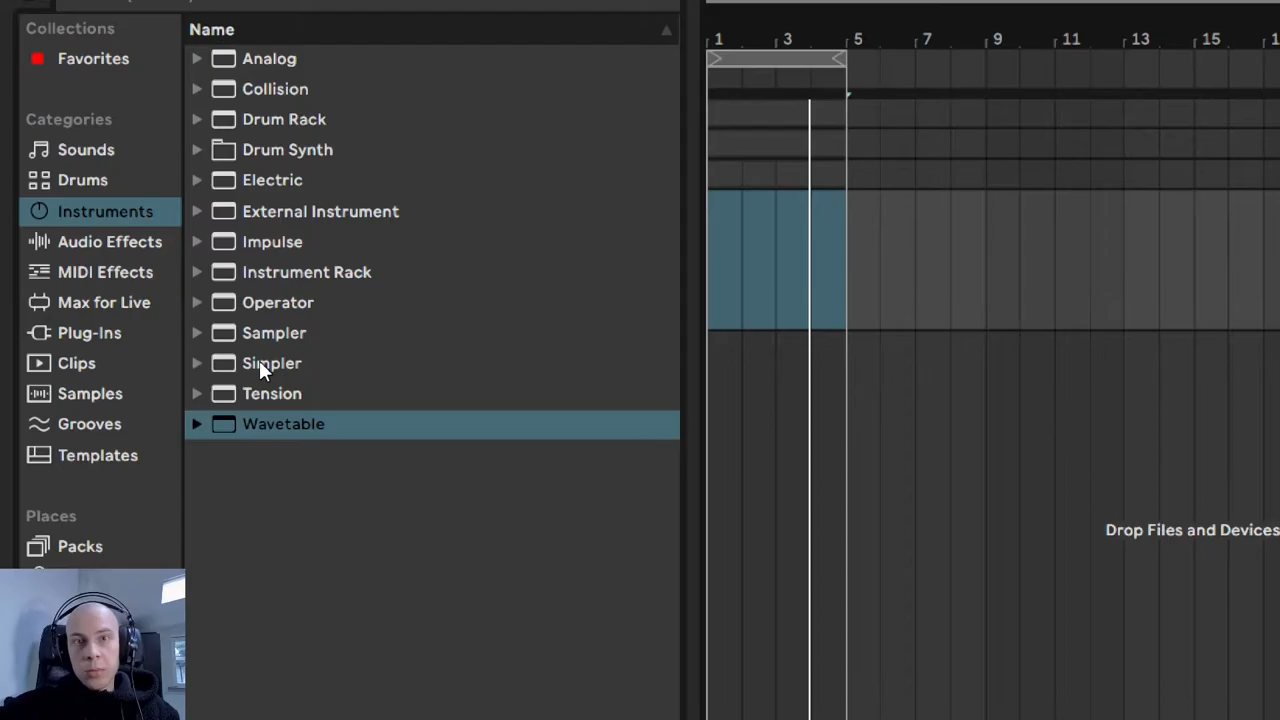 Collections
Favorites
Categories
Sounds
Drums
Instruments
Audio Effects
MIDI Effects
Max for Live
Plug-Ins
Clips
Samples
Grooves
Templates
Places
Packs
Name
Analog
Collision
Drum Rack
Drum Synth
Electric
External Instrument
Impulse
Instrument Rack
Operator
Sampler
Simpler
Tension
Wavetable
1 3 5 7 9 11 13 15
Drop Files and Devices